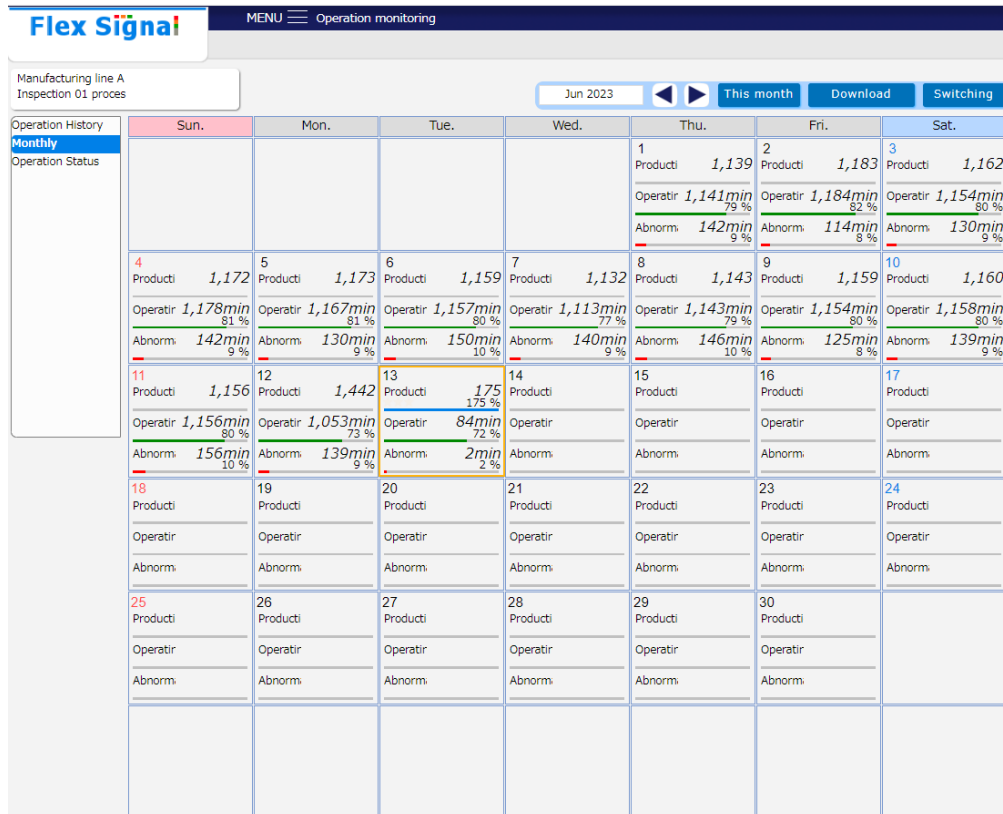 Flex Signal
MENU Operation monitoring
Manufacturing line A
Inspection 01 proces
Jun 2023 This month Download Switching
Operation History
Monthly
Operation Status
Sun. Mon. Tue. Wed. Thu. Fri. Sat.
1 2 3
Producti 1,139 Producti 1,183 Producti 1,162
Operatir 1,141min Operatir 1,184min Operatir 1,154min
79 % 82 % 80 %
Abnorm 142min Abnorm 114min Abnorm 130min
9 % 8 % 9 %
4 5 6 7 8 9 10
Producti 1,172 Producti 1,173 Producti 1,159 Producti 1,132 Producti 1,143 Producti 1,159 Producti 1,160
Operatir 1,178min Operatir 1,167min Operatir 1,157min Operatir 1,113min Operatir 1,143min Operatir 1,154min Operatir 1,158min
81 % 81 % 80 % 77 % 79 % 80 % 80 %
Abnorm 142min Abnorm 130min Abnorm 150min Abnorm 140min Abnorm 146min Abnorm 125min Abnorm 139min
9 % 9 % 10 % 9 % 10 % 8 % 9 %
11 12 13 14 15 16 17
Producti 1,156 Producti 1,442 Producti 175 Producti Producti Producti Producti
175 %
Operatir 1,156min Operatir 1,053min Operatir 84min Operatir Operatir Operatir Operatir
80 % 73 % 72 %
Abnorm 156min Abnorm 139min Abnorm 2min Abnorm Abnorm Abnorm Abnorm
10 % 9 % 2 %
18 19 20 21 22 23 24
Producti Producti Producti Producti Producti Producti Producti
Operatir Operatir Operatir Operatir Operatir Operatir Operatir
Abnorm Abnorm Abnorm Abnorm Abnorm Abnorm Abnorm
25 26 27 28 29 30
Producti Producti Producti Producti Producti Producti
Operatir Operatir Operatir Operatir Operatir Operatir
Abnorm Abnorm Abnorm Abnorm Abnorm Abnorm